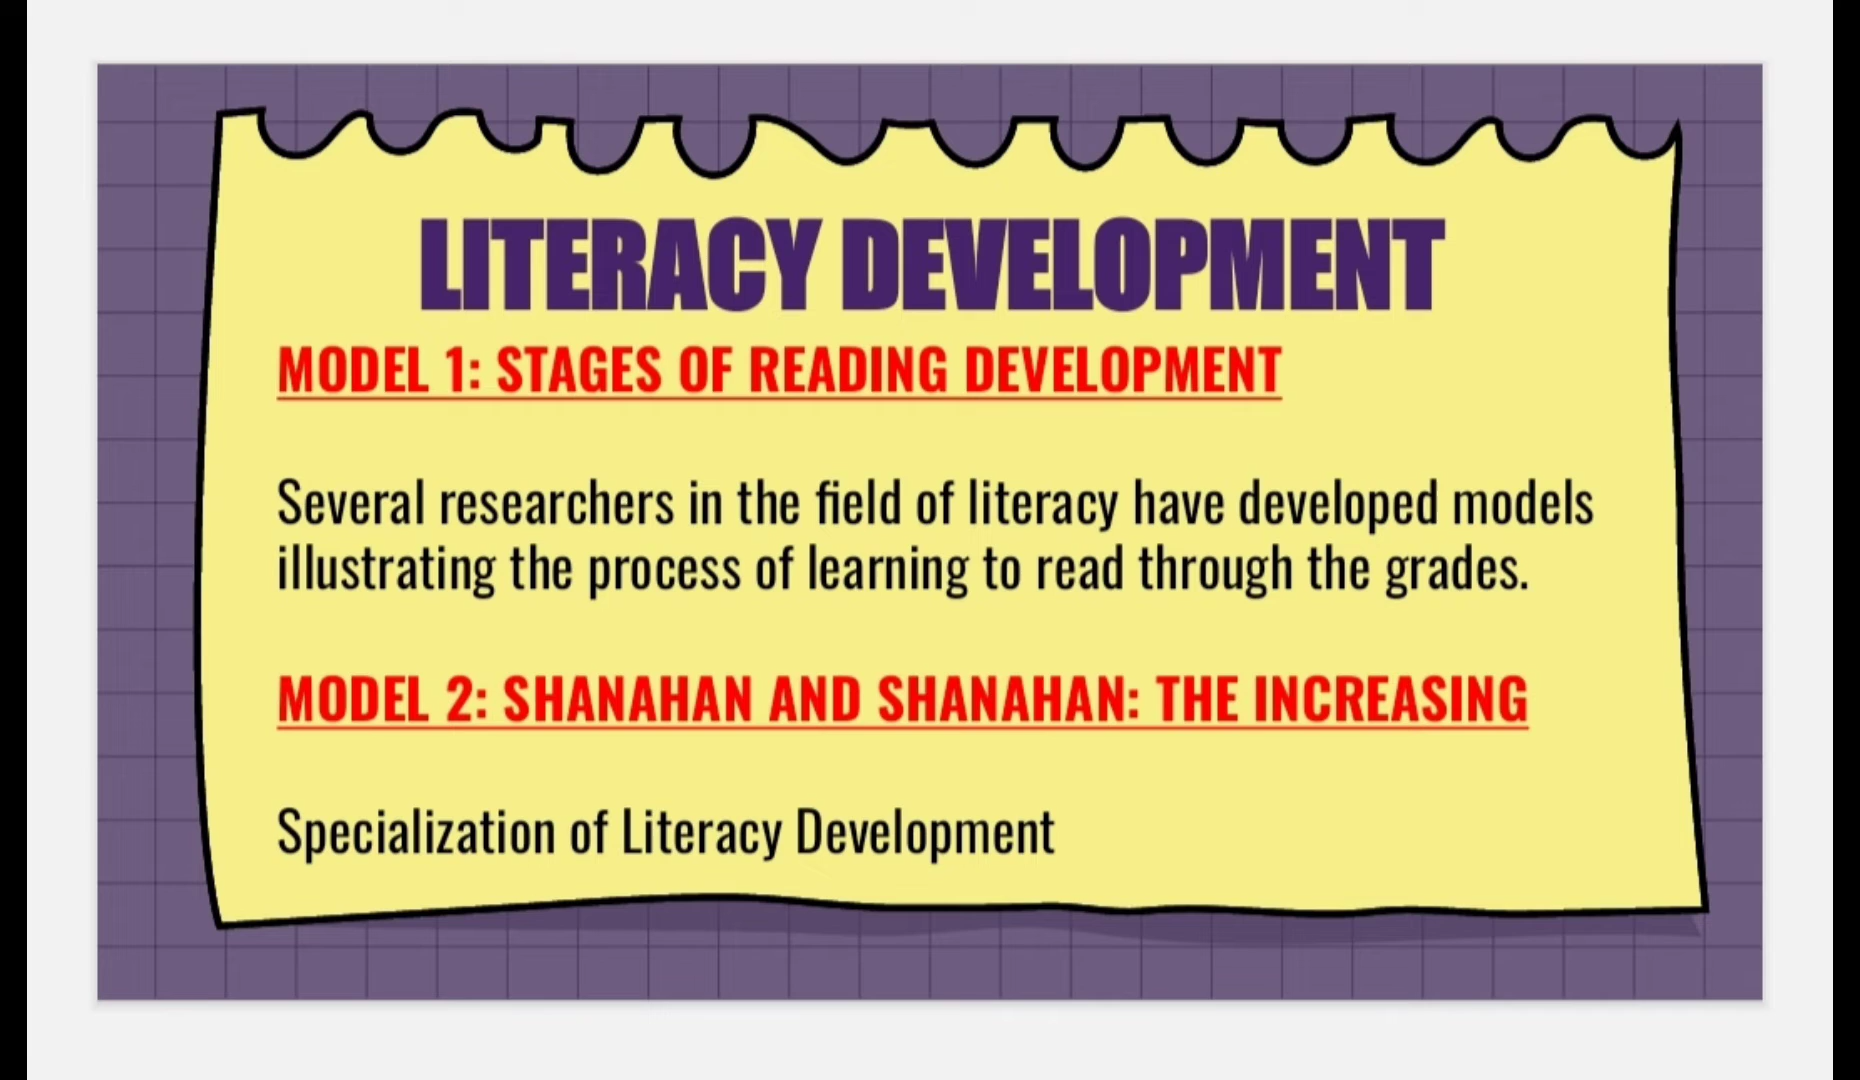 LITERACY DEVELOPMENT
MODEL 1: STAGES OF READING DEVELOPMENT
Several researchers in the field of literacy have developed models
illustrating the process of learning to read through the grades.
MODEL 2: SHANAHAN AND SHANAHAN: THE INCREASING
Specialization of Literacy Development